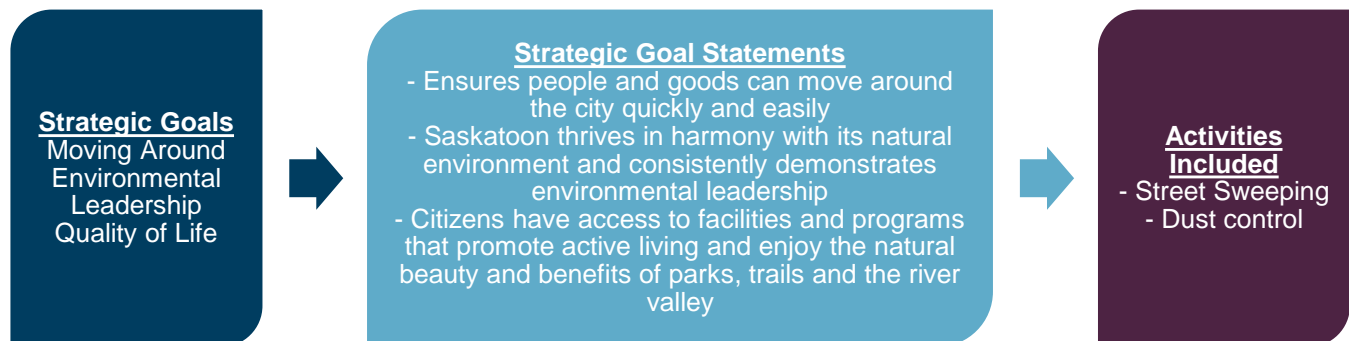 Strategic Goals
Moving Around
Environmental
Leadership
Quality of Life
Strategic Goal Statements
- Ensures people and goods can move around
the city quickly and easily
- Saskatoon thrives in harmony with its natural
environment and consistently demonstrates
environmental leadership
- Citizens have access to facilities and programs
that promote active living and enjoy the natural
beauty and benefits of parks, trails and the river
valley
Activities
Included
- Street Sweeping
- Dust control